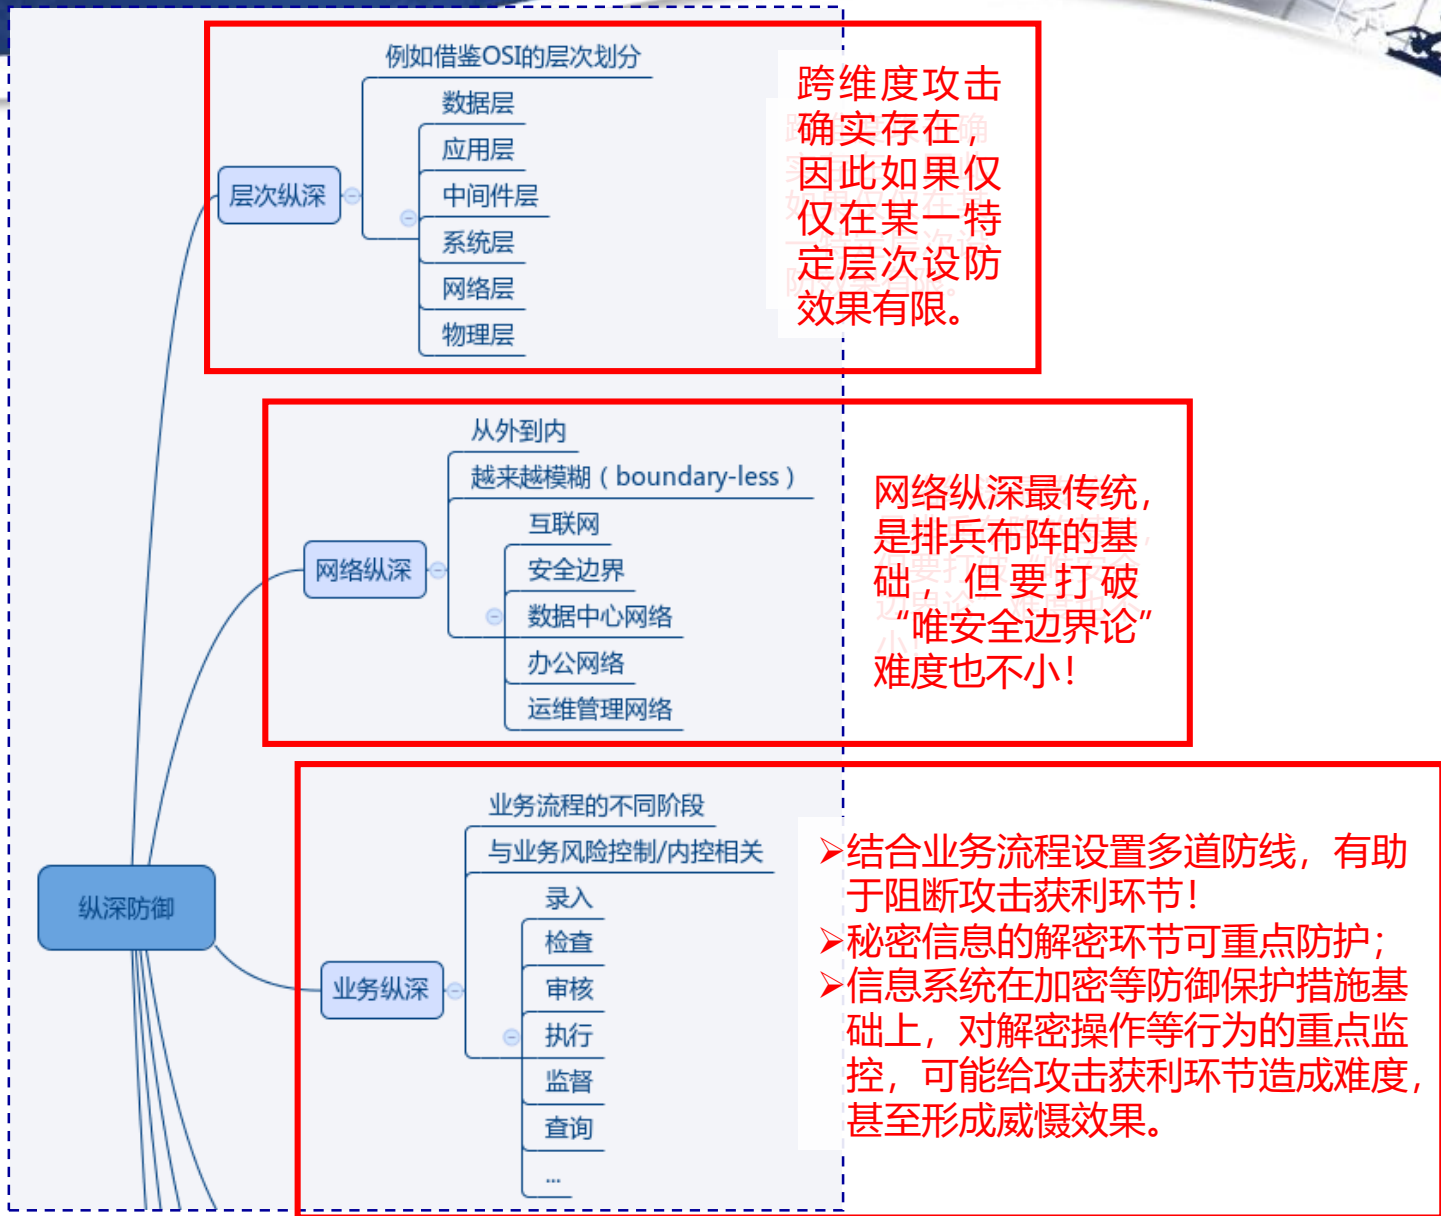 例如借鉴OSI的层次划分
数据层
应用层
中间件层
系统层
网络层
物理层
层次纵深
跨维度攻击
确实存在，
因此如果仅
仅在某一特
定层次设防
效果有限。
从外到内
越来越模糊（boundary-less）
互联网
安全边界
数据中心网络
办公网络
运维管理网络
网络纵深
网络纵深最传统，
是排兵布阵的基
础，但要打破
“唯安全边界论”
难度也不小！
业务流程的不同阶段
与业务风险控制/内控相关
录入
检查
审核
执行
监督
查询
...
业务纵深
纵深防御
➢结合业务流程设置多道防线，有助
于阻断攻击获利环节！
➢秘密信息的解密环节可重点防护；
➢信息系统在加密等防御保护措施基
础上，对解密操作等行为的重点监
控，可能给攻击获利环节造成难度，
甚至形成威慑效果。